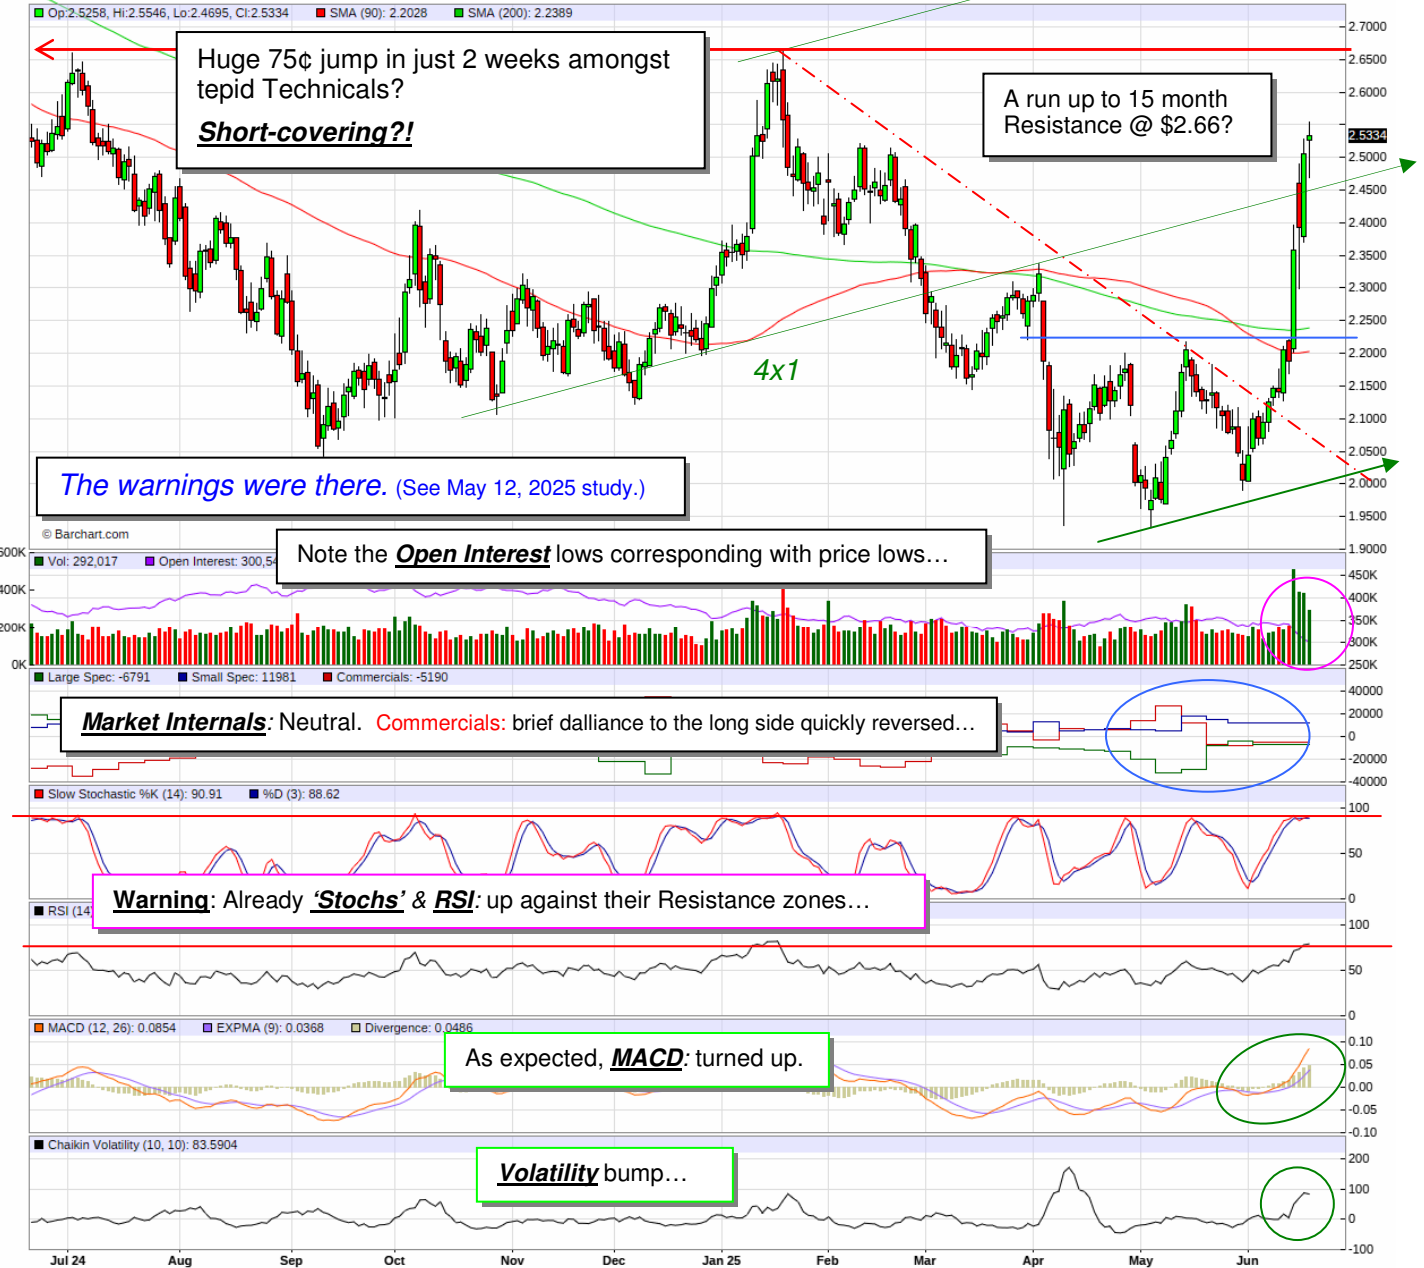 Op:2.5258, Hi:2.5546, Lo:2.4695, Cl:2.5334 SMA (90): 2.2028 SMA (200): 2.2389
2.7000
2.6500
2.6000
2.5334
2.5000
2.4500
2.4000
2.3500
2.3000
2.2500
2.2000
2.1500
2.1000
2.0500
2.0000
1.9500
1.9000
Huge 75¢ jump in just 2 weeks amongst
tepid Technicals?
Short-covering?!
A run up to 15 month
Resistance @ $2.66?
4x1
The warnings were there. (See May 12, 2025 study.)
© Barchart.com
Note the Open Interest lows corresponding with price lows…
Vol: 292,017 Open Interest: 300,54
600K
400K
200K
0K
450K
400K
350K
300K
250K
Large Spec: -6791 Small Spec: 11981 Commercials: -5190
40000
20000
0
-20000
-40000
Market Internals: Neutral. Commercials: brief dalliance to the long side quickly reversed…
Slow Stochastic %K (14): 90.91 %D (3): 88.62
100
50
0
Warning: Already ‘Stochs’ & RSI: up against their Resistance zones…
RSI (14)
100
50
0
MACD (12, 26): 0.0854 EXPMA (9): 0.0368 Divergence: 0.0486
0.10
0.05
0.00
-0.05
-0.10
As expected, MACD: turned up.
Chaikin Volatility (10, 10): 83.5904
200
100
0
-100
Volatility bump…
Jul 24 Aug Sep Oct Nov Dec Jan 25 Feb Mar Apr May Jun